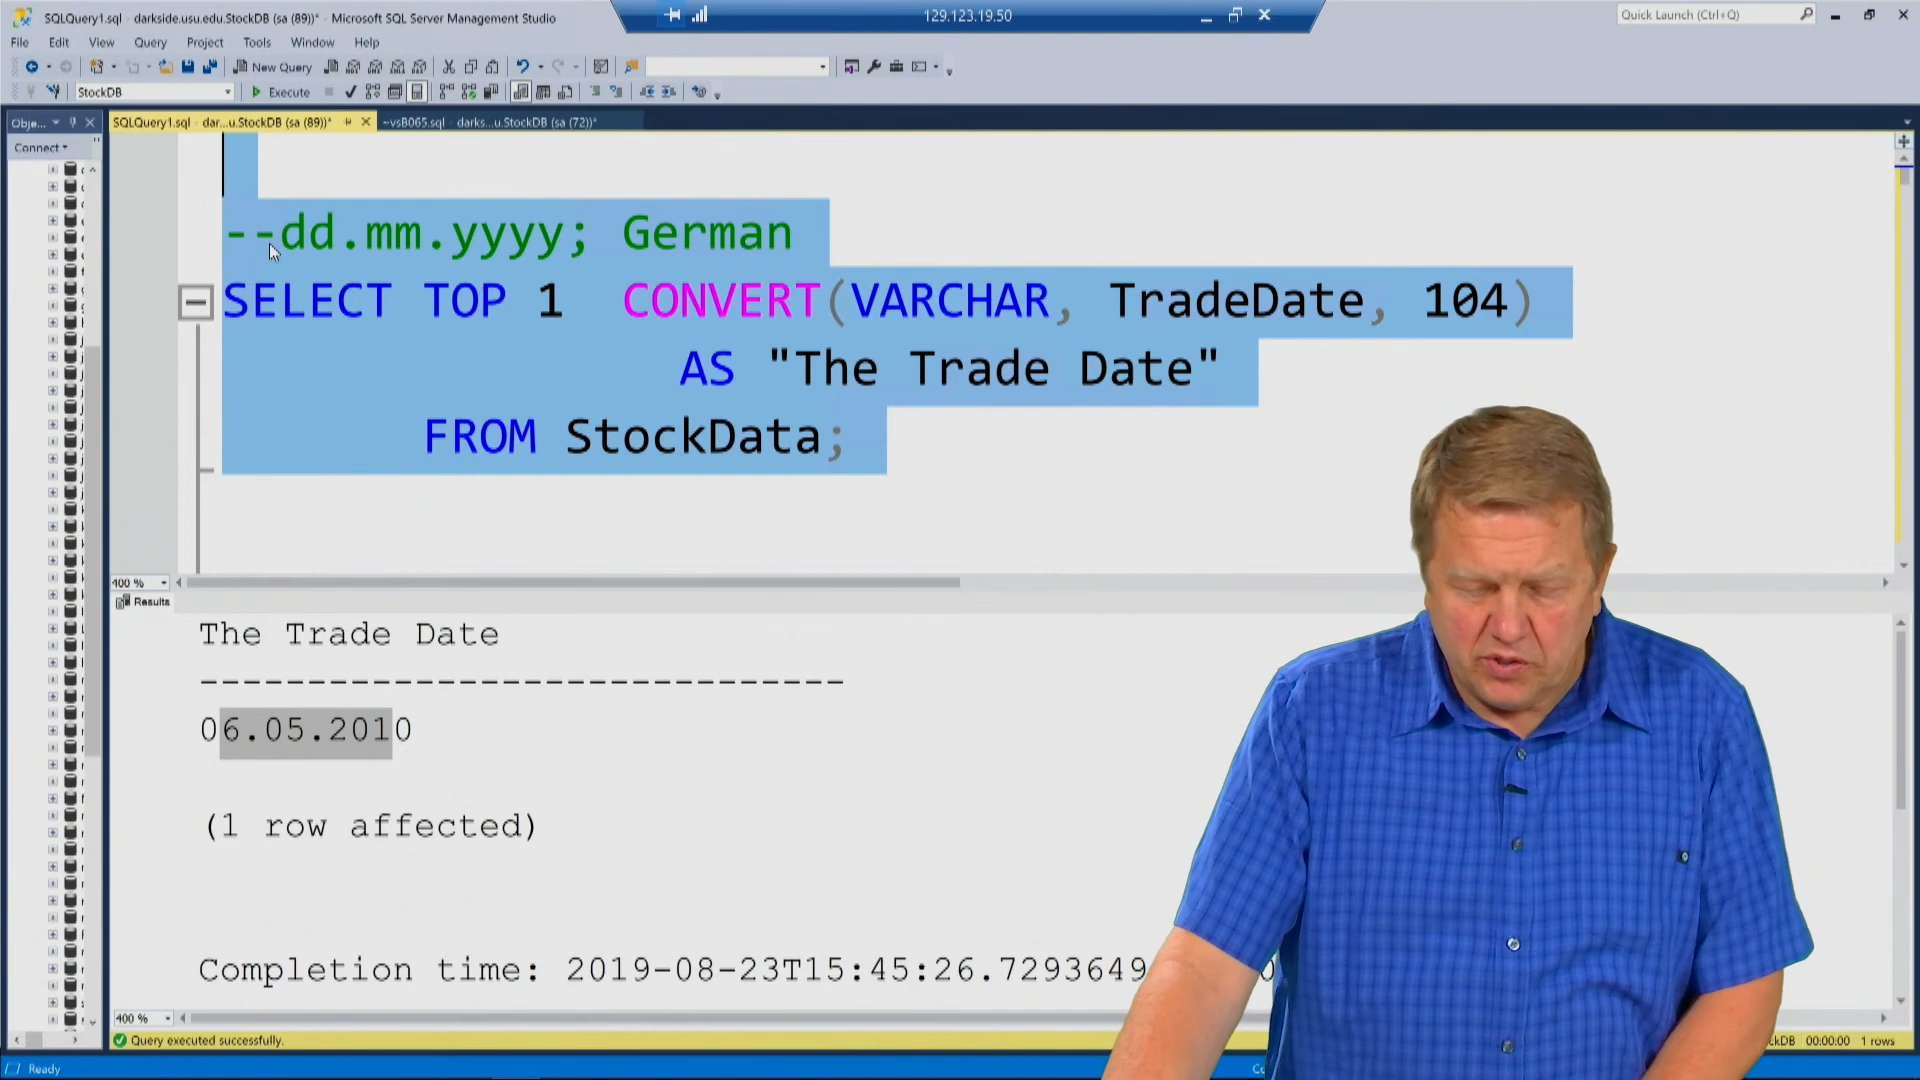 SQLQuery1.sql - darkside.usu.edu.StockDB (sa (89))* - Microsoft SQL Server Management Studio
129.123.19.50
Quick Launch (Ctrl+Q)
File Edit View Query Project Tools Window Help
New Query
StockDB
Execute
Obje...
SQLQuery1.sql - dar...u.StockDB (sa (89))*
~vsB065.sql - darks...u.StockDB (sa (72))*
Connect
--dd.mm.yyyy; German
SELECT TOP 1 CONVERT(VARCHAR, TradeDate, 104)
AS "The Trade Date"
FROM StockData;
400 %
Results
The Trade Date
------------------------------
06.05.2010
(1 row affected)
Completion time: 2019-08-23T15:45:26.7293649
400 %
Query executed successfully.
00:00:00 1 rows
Ready